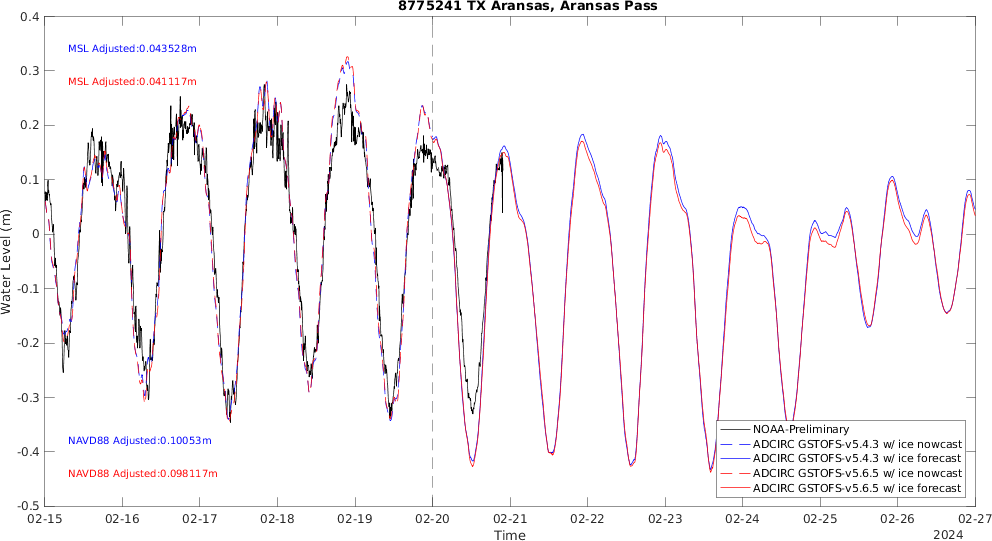 8775241 TX Aransas, Aransas Pass
0.4
0.3
0.2
0.1
0
-0.1
-0.2
-0.3
-0.4
-0.5
Water Level (m)
MSL Adjusted:0.043528m
MSL Adjusted:0.041117m
NAVD88 Adjusted:0.10053m
NAVD88 Adjusted:0.098117m
NOAA-Preliminary
ADCIRC GSTOFS-v5.4.3 w/ ice nowcast
ADCIRC GSTOFS-v5.4.3 w/ ice forecast
ADCIRC GSTOFS-v5.6.5 w/ ice nowcast
ADCIRC GSTOFS-v5.6.5 w/ ice forecast
02-15 02-16 02-17 02-18 02-19 02-20 02-21 02-22 02-23 02-24 02-25 02-26 02-27
Time
2024